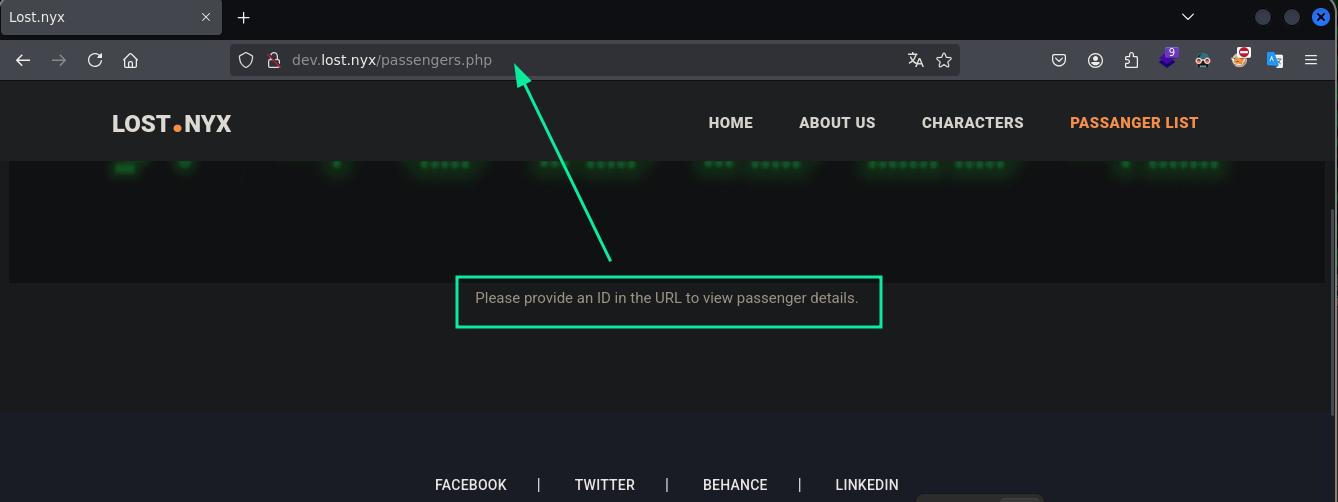 Lost.nyx
dev.lost.nyx/passengers.php
9
LOST.NYX
HOME ABOUT US CHARACTERS PASSANGER LIST
Please provide an ID in the URL to view passenger details.
FACEBOOK | TWITTER | BEHANCE | LINKEDIN